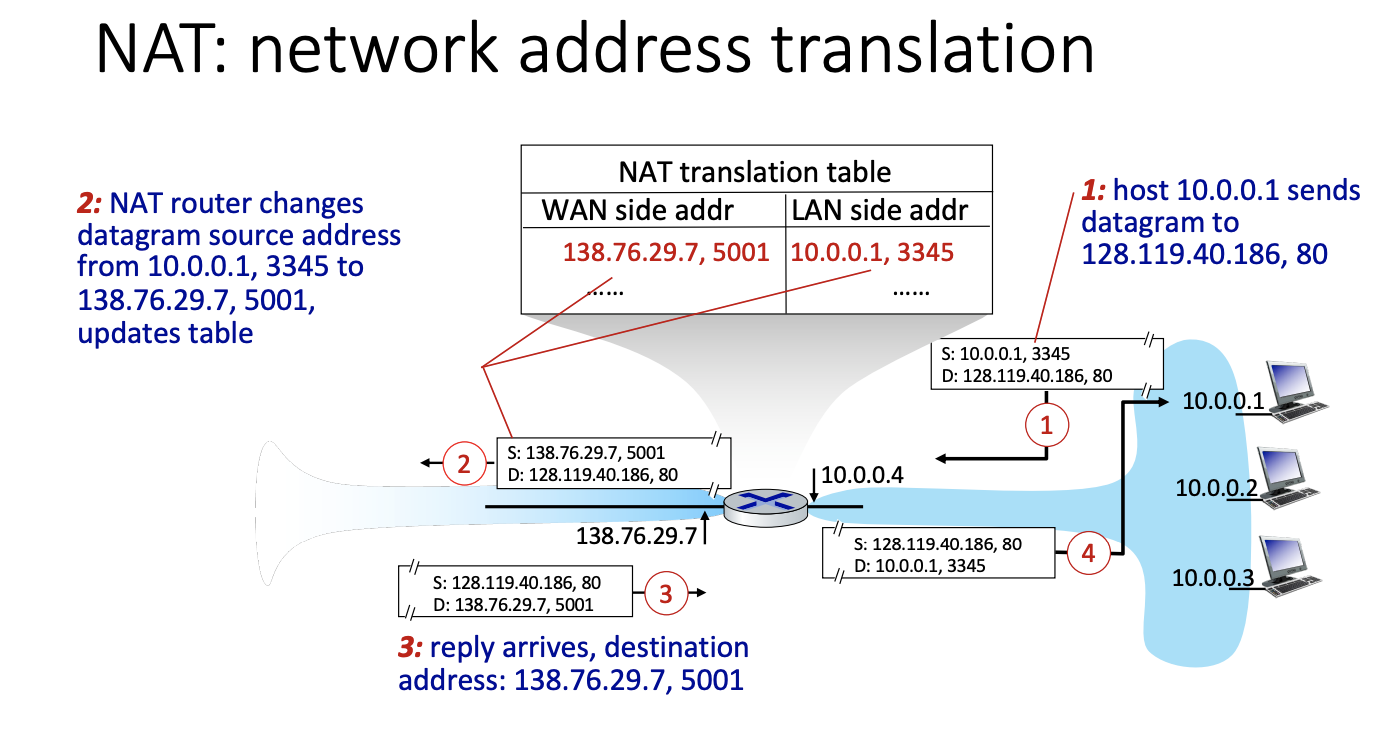 NAT: network address translation
NAT translation table
WAN side addr
LAN side addr
138.76.29.7, 5001
10.0.0.1, 3345
......
......
2: NAT router changes
datagram source address
from 10.0.0.1, 3345 to
138.76.29.7, 5001,
updates table
1: host 10.0.0.1 sends
datagram to
128.119.40.186, 80
S: 10.0.0.1, 3345
D: 128.119.40.186, 80
1
10.0.0.1
2
S: 138.76.29.7, 5001
D: 128.119.40.186, 80
10.0.0.4
10.0.0.2
138.76.29.7
S: 128.119.40.186, 80
D: 10.0.0.1, 3345
4
10.0.0.3
S: 128.119.40.186, 80
D: 138.76.29.7, 5001
3
3: reply arrives, destination
address: 138.76.29.7, 5001